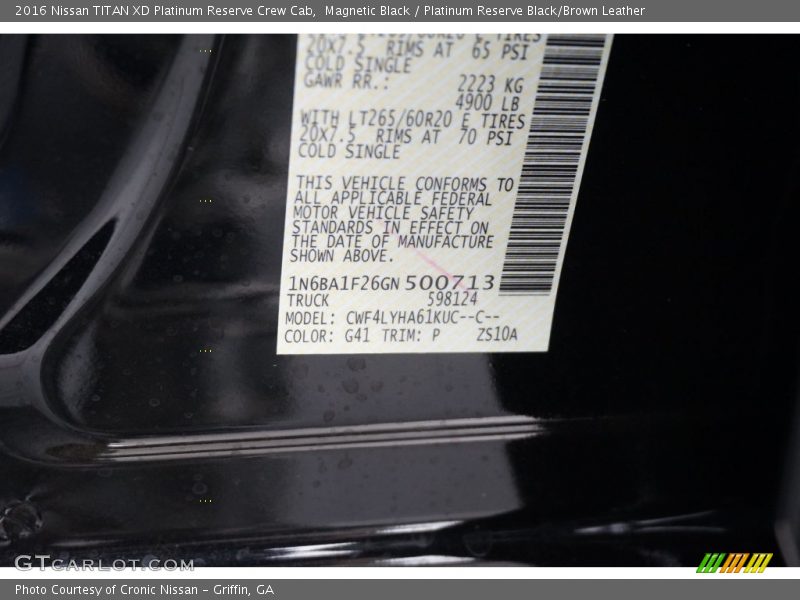 2016 Nissan TITAN XD Platinum Reserve Crew Cab, Magnetic Black / Platinum Reserve Black/Brown Leather
20X7.5 RIMS AT 65 PSI
COLD SINGLE
GAWR RR.: 2223 KG
4900 LB
WITH LT265/60R20 E TIRES
20X7.5 RIMS AT 70 PSI
COLD SINGLE
THIS VEHICLE CONFORMS TO
ALL APPLICABLE FEDERAL
MOTOR VEHICLE SAFETY
STANDARDS IN EFFECT ON
THE DATE OF MANUFACTURE
SHOWN ABOVE.
1N6BA1F26GN500713
TRUCK 598124
MODEL: CWF4LYHA61KUC--C--
COLOR: G41 TRIM: P ZS10A
GTCARLOT.COM
Photo Courtesy of Cronic Nissan - Griffin, GA